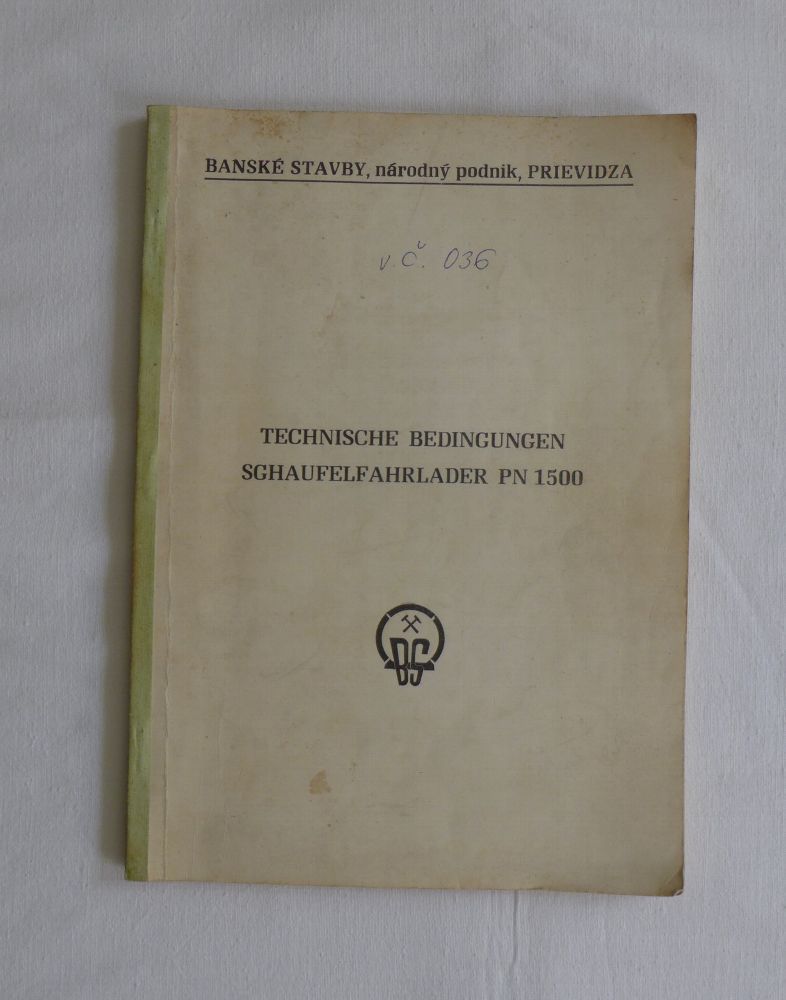 BANSKÉ STAVBY, národný podnik, PRIEVIDZA
v.č. 036
TECHNISCHE BEDINGUNGEN
SGHAUFELFAHRLADER PN 1500
BS